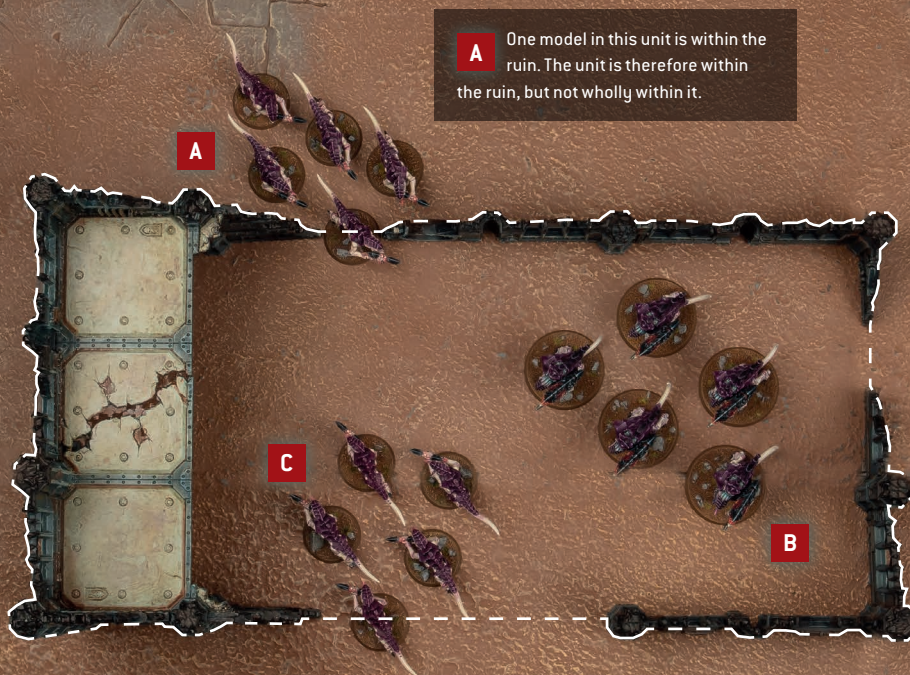 A One model in this unit is within the
ruin. The unit is therefore within
the ruin, but not wholly within it.
A
C
B